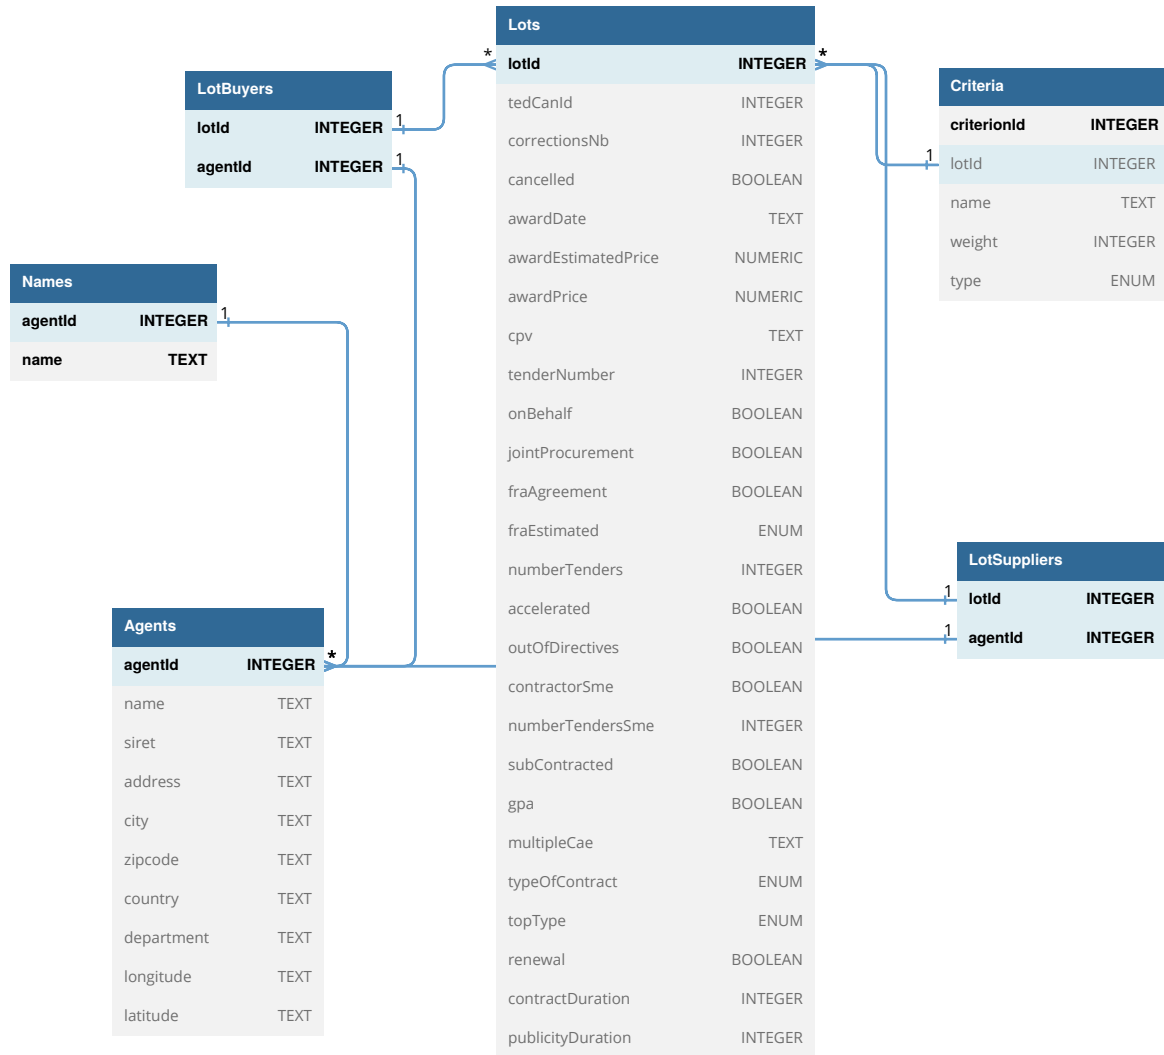 Lots
* lotId INTEGER *
tedCanId INTEGER
correctionsNb INTEGER
cancelled BOOLEAN
awardDate TEXT
awardEstimatedPrice NUMERIC
awardPrice NUMERIC
cpv TEXT
tenderNumber INTEGER
onBehalf BOOLEAN
jointProcurement BOOLEAN
fraAgreement BOOLEAN
fraEstimated ENUM
numberTenders INTEGER
accelerated BOOLEAN
outOfDirectives BOOLEAN
contractorSme BOOLEAN
numberTendersSme INTEGER
subContracted BOOLEAN
gpa BOOLEAN
multipleCae TEXT
typeOfContract ENUM
topType ENUM
renewal BOOLEAN
contractDuration INTEGER
publicityDuration INTEGER
LotBuyers
lotId INTEGER 1
agentId INTEGER 1
Names
agentId INTEGER 1
name TEXT
Agents
agentId INTEGER *
name TEXT
siret TEXT
address TEXT
city TEXT
zipcode TEXT
country TEXT
department TEXT
longitude TEXT
latitude TEXT
Criteria
criterionId INTEGER
1 lotId INTEGER
name TEXT
weight INTEGER
type ENUM
LotSuppliers
1 lotId INTEGER
1 agentId INTEGER